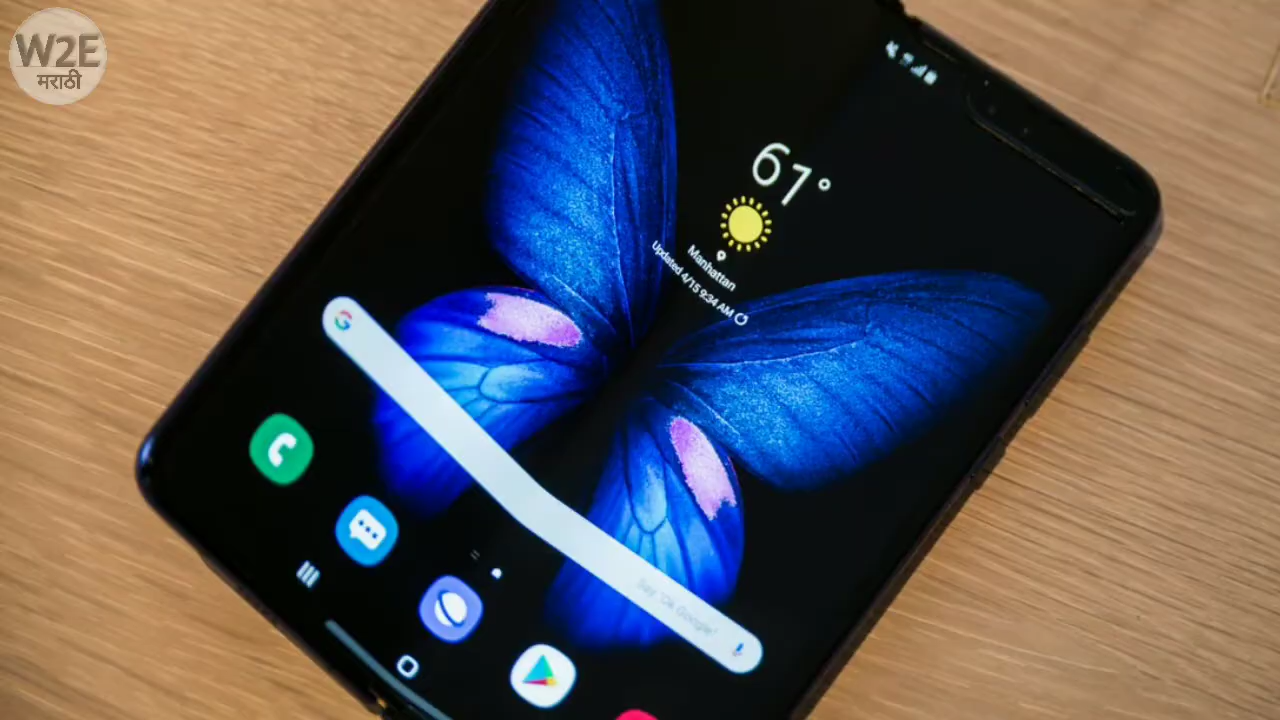 W2E
मराठी
67°
Manhattan
Updated 4/15 9:34 AM
Say "Ok Google"